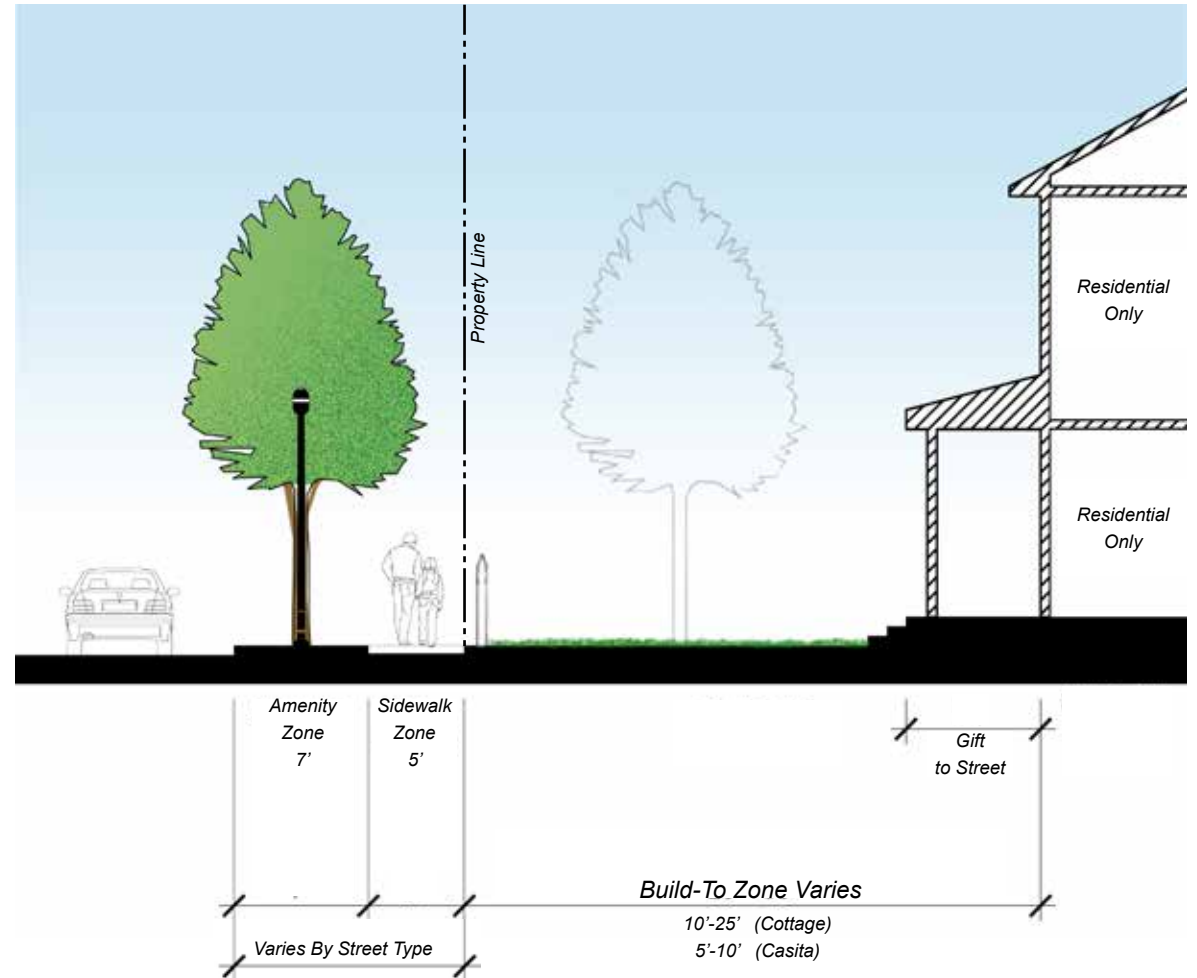 Property Line
Residential
Only
Residential
Only
Amenity
Zone
7’
Sidewalk
Zone
5’
Gift
to Street
Build-To Zone Varies
10’-25’ (Cottage)
5’-10’ (Casita)
Varies By Street Type